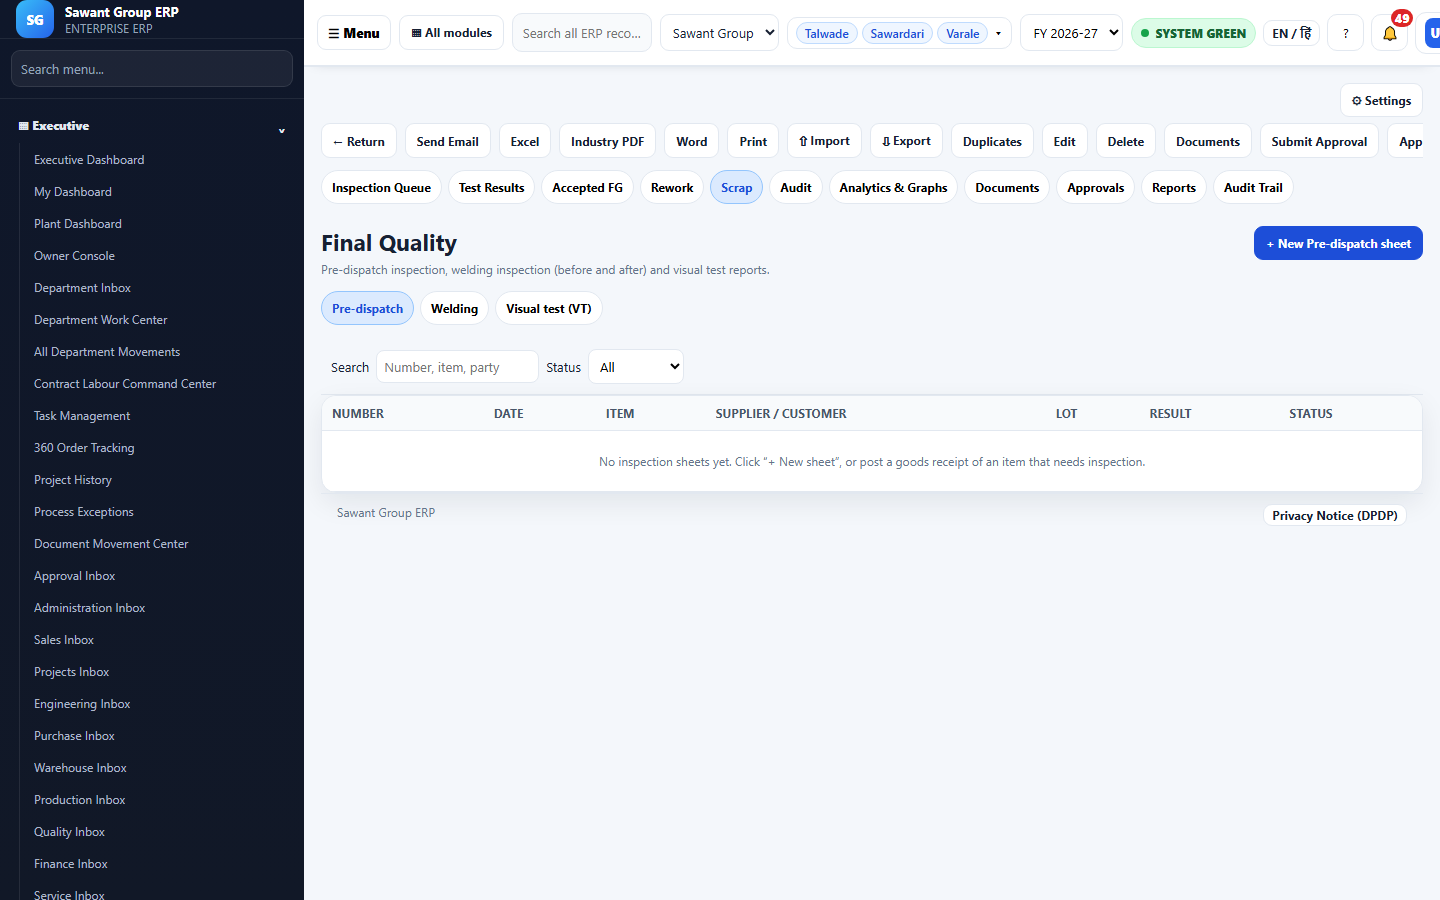 SG
Sawant Group ERP
ENTERPRISE ERP
Search menu...
Executive
Executive Dashboard
My Dashboard
Plant Dashboard
Owner Console
Department Inbox
Department Work Center
All Department Movements
Contract Labour Command Center
Task Management
360 Order Tracking
Project History
Process Exceptions
Document Movement Center
Approval Inbox
Administration Inbox
Sales Inbox
Projects Inbox
Engineering Inbox
Purchase Inbox
Warehouse Inbox
Production Inbox
Quality Inbox
Finance Inbox
Service Inbox
☰ Menu All modules Search all ERP reco... Sawant Group Talwade Sawardari Varale FY 2026-27 SYSTEM GREEN EN / हिं ? 49 U
⚙ Settings
← Return Send Email Excel Industry PDF Word Print ⇧ Import ⇩ Export Duplicates Edit Delete Documents Submit Approval App
Inspection Queue Test Results Accepted FG Rework Scrap Audit Analytics & Graphs Documents Approvals Reports Audit Trail
Final Quality
+ New Pre-dispatch sheet
Pre-dispatch inspection, welding inspection (before and after) and visual test reports.
Pre-dispatch Welding Visual test (VT)
Search Number, item, party Status All
NUMBER DATE ITEM SUPPLIER / CUSTOMER LOT RESULT STATUS
No inspection sheets yet. Click “+ New sheet”, or post a goods receipt of an item that needs inspection.
Sawant Group ERP
Privacy Notice (DPDP)